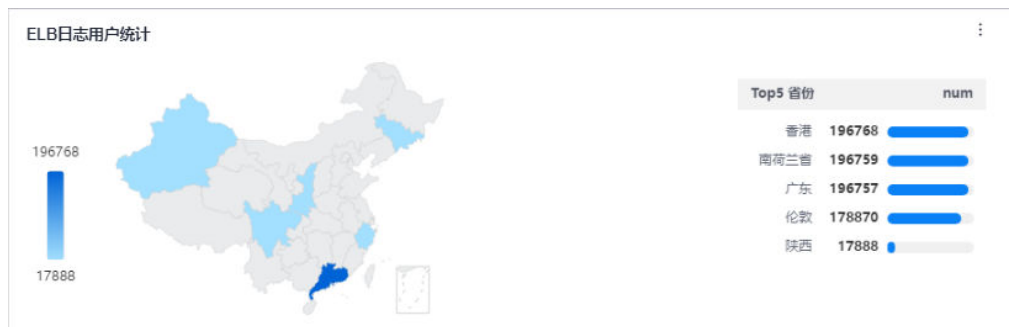 ELB日志用户统计
196768
17888
Top5 省份 num
香港 196768
南荷兰省 196759
广东 196757
伦敦 178870
陕西 17888